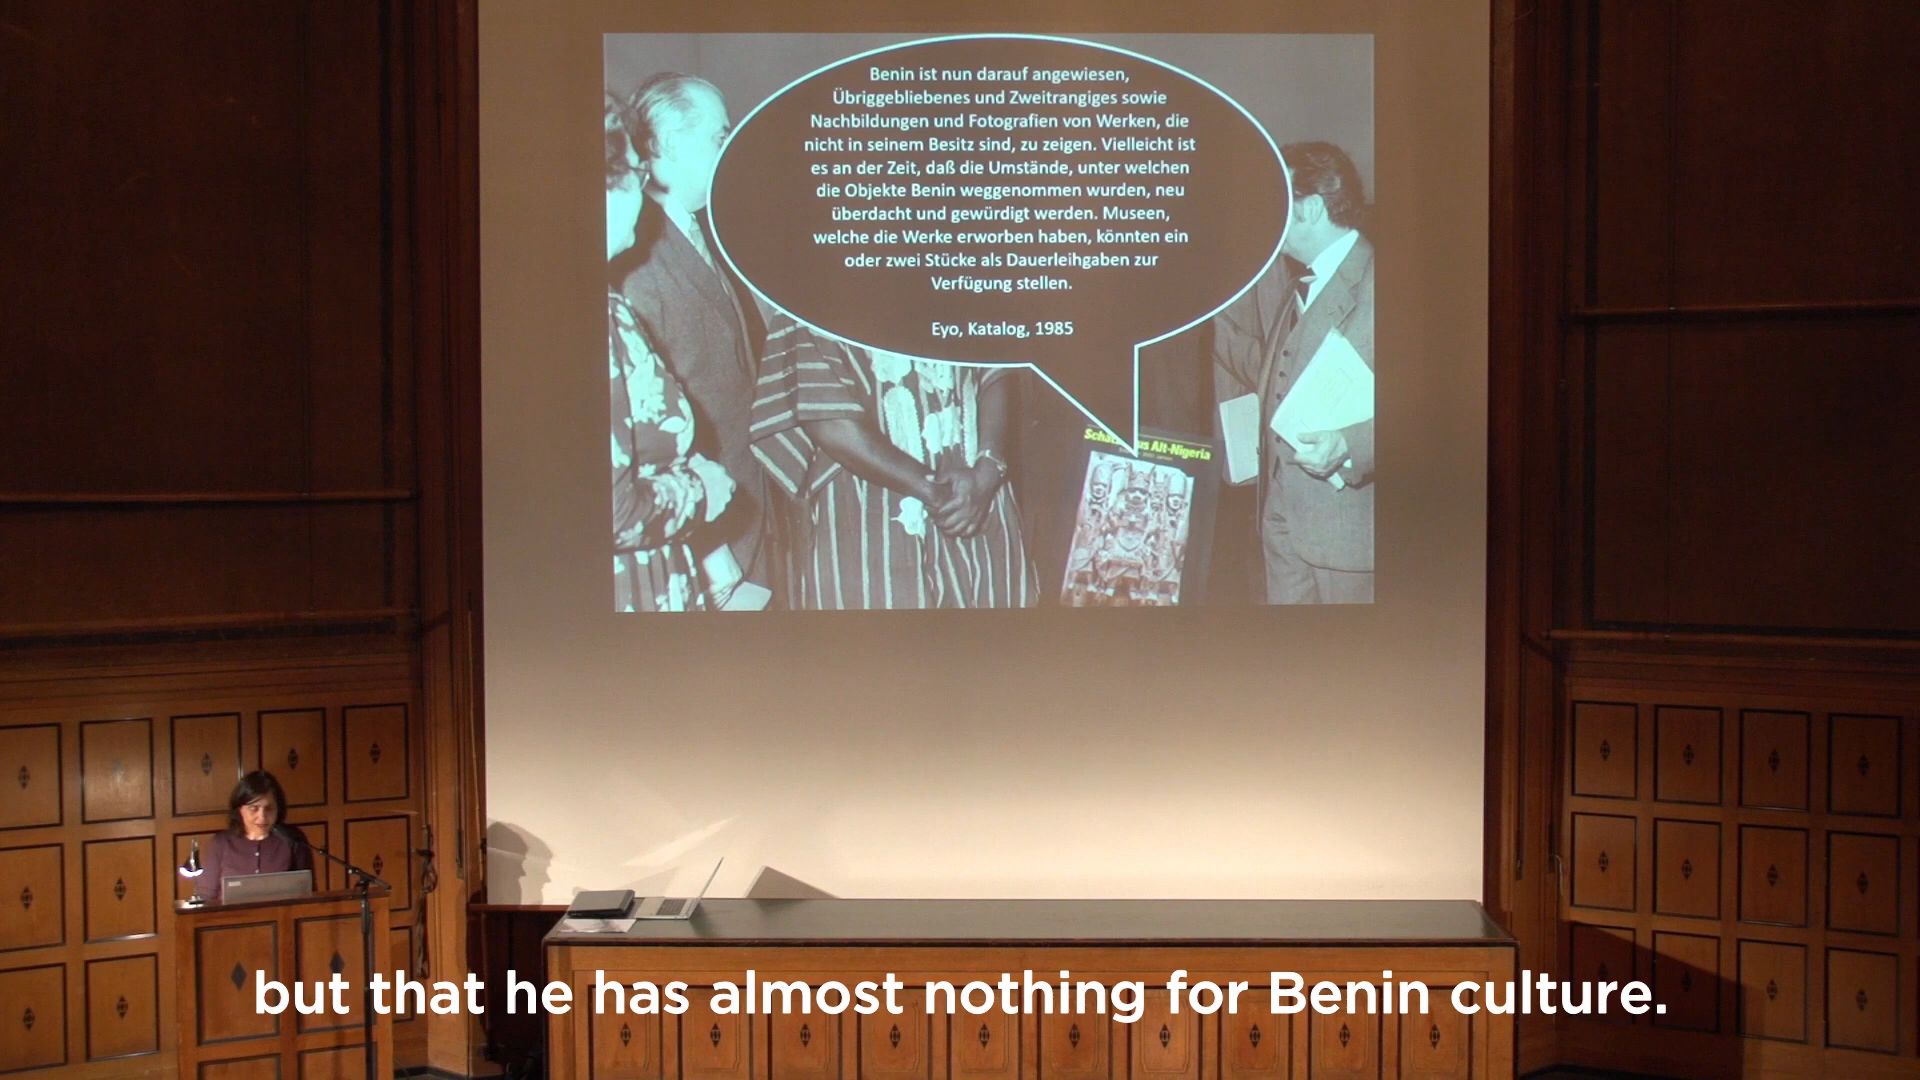 Benin ist nun darauf angewiesen,
Übriggebliebenes und Zweitrangiges sowie
Nachbildungen und Fotografien von Werken, die
nicht in seinem Besitz sind, zu zeigen. Vielleicht ist
es an der Zeit, daß die Umstände, unter welchen
die Objekte Benin weggenommen wurden, neu
überdacht und gewürdigt werden. Museen,
welche die Werke erworben haben, könnten ein
oder zwei Stücke als Dauerleihgaben zur
Verfügung stellen.
Eyo, Katalog, 1985
Alt-Nigeria
but that he has almost nothing for Benin culture.